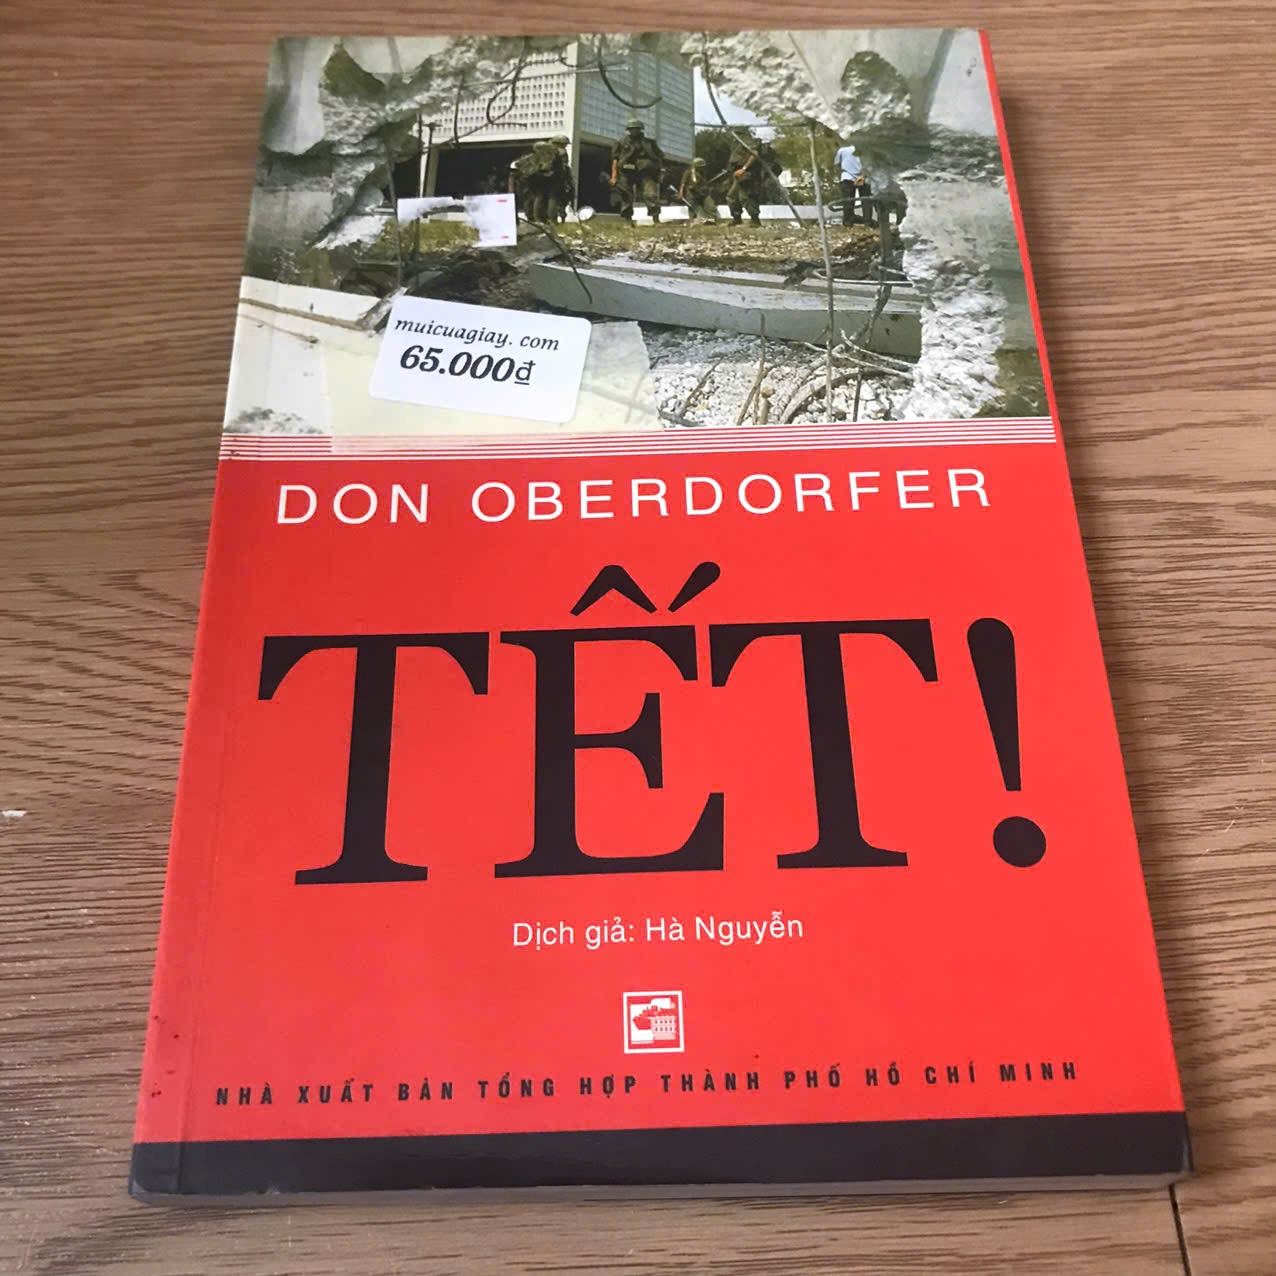 muicuagiay. com
65.000₫
DON OBERDORFER
TẾT!
Dịch giả: Hà Nguyễn
NHÀ XUẤT BẢN TỔNG HỢP THÀNH PHỐ HỒ CHÍ MINH